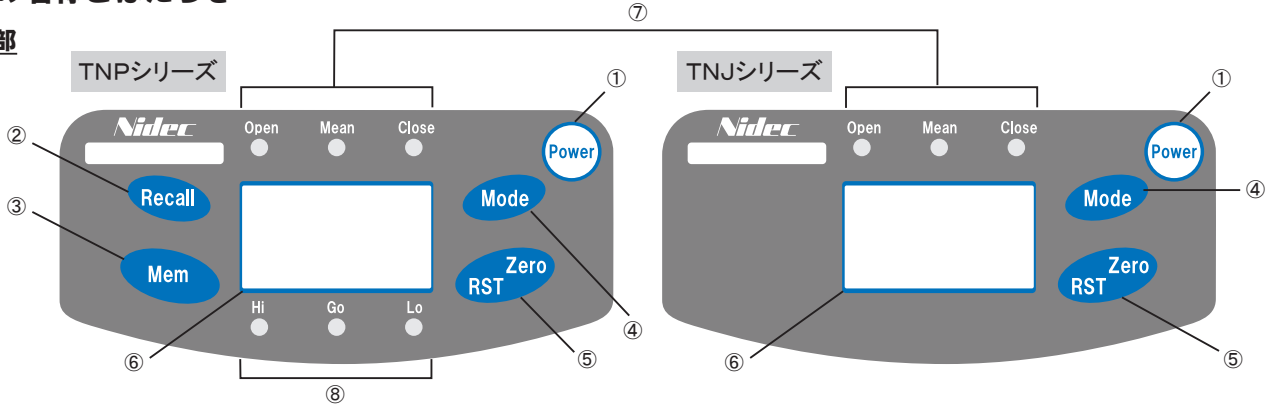 部
⑦
TNPシリーズ
TNJシリーズ
①
①
②
Nidec
Open Mean Close
Power
Nidec
Open Mean Close
Power
Recall
Mode
Mode
④
③
Mem
Zero
RST
Zero
RST
Hi Go Lo
④
⑥
⑤
⑥
⑤
⑧